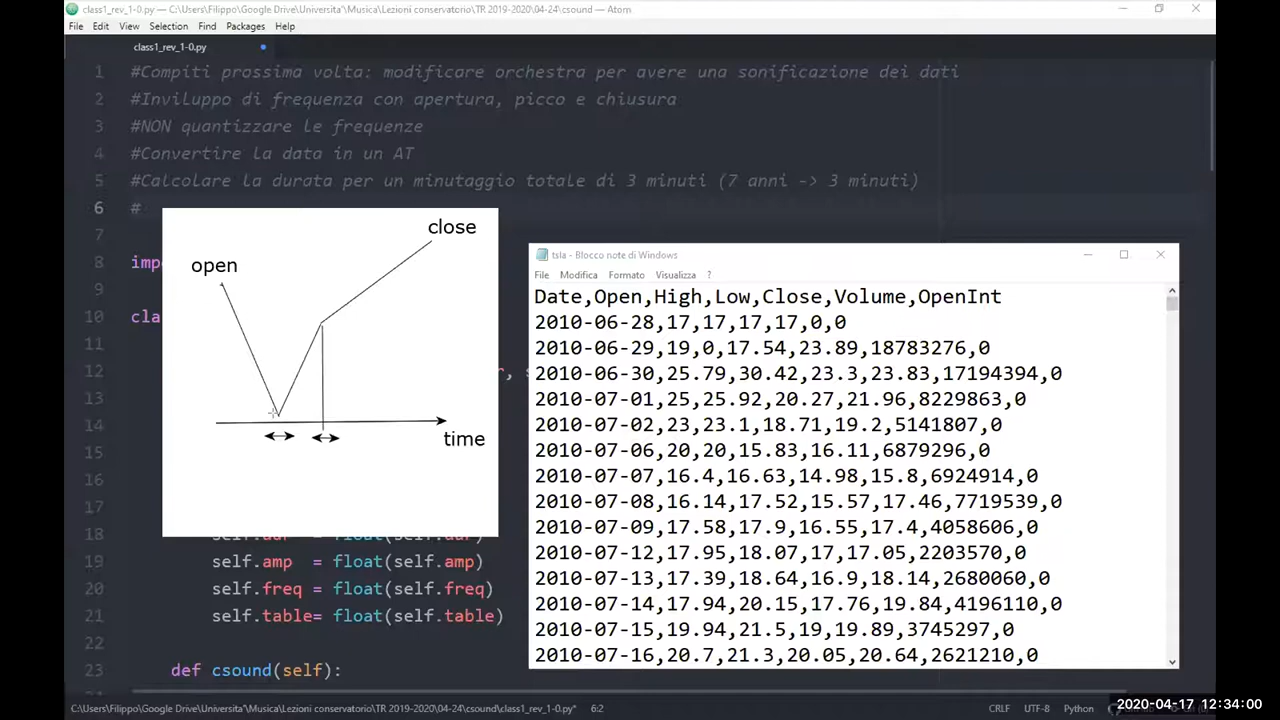 class1_rev_1-0.py — C:\Users\Filippo\Google Drive\Universita'\Musica\Lezioni conservatorio\TR 2019-2020\04-24\csound — Atom
File Edit View Selection Find Packages Help
class1_rev_1-0.py
1 #Compiti prossima volta: modificare orchestra per avere una sonificazione dei dati
2 #Inviluppo di frequenza con apertura, picco e chiusura
3 #NON quantizzare le frequenze
4 #Convertire la data in un AT
5 #Calcolare la durata per un minutaggio totale di 3 minuti (7 anni -> 3 minuti)
6 #
7
8 impo
9
10 cla
11
12 , s
13
14
15
16
17
18 self.dur = float(self.dur)
19 self.amp = float(self.amp)
20 self.freq = float(self.freq)
21 self.table= float(self.table)
22
23 def csound(self):
open
close
time
tsla - Blocco note di Windows
File Modifica Formato Visualizza ?
Date,Open,High,Low,Close,Volume,OpenInt
2010-06-28,17,17,17,17,0,0
2010-06-29,19,0,17.54,23.89,18783276,0
2010-06-30,25.79,30.42,23.3,23.83,17194394,0
2010-07-01,25,25.92,20.27,21.96,8229863,0
2010-07-02,23,23.1,18.71,19.2,5141807,0
2010-07-06,20,20,15.83,16.11,6879296,0
2010-07-07,16.4,16.63,14.98,15.8,6924914,0
2010-07-08,16.14,17.52,15.57,17.46,7719539,0
2010-07-09,17.58,17.9,16.55,17.4,4058606,0
2010-07-12,17.95,18.07,17,17.05,2203570,0
2010-07-13,17.39,18.64,16.9,18.14,2680060,0
2010-07-14,17.94,20.15,17.76,19.84,4196110,0
2010-07-15,19.94,21.5,19,19.89,3745297,0
2010-07-16,20.7,21.3,20.05,20.64,2621210,0
C:\Users\Filippo\Google Drive\Universita'\Musica\Lezioni conservatorio\TR 2019-2020\04-24\csound\class1_rev_1-0.py* 6:2
CRLF UTF-8 Python
2020-04-17 12:34:00